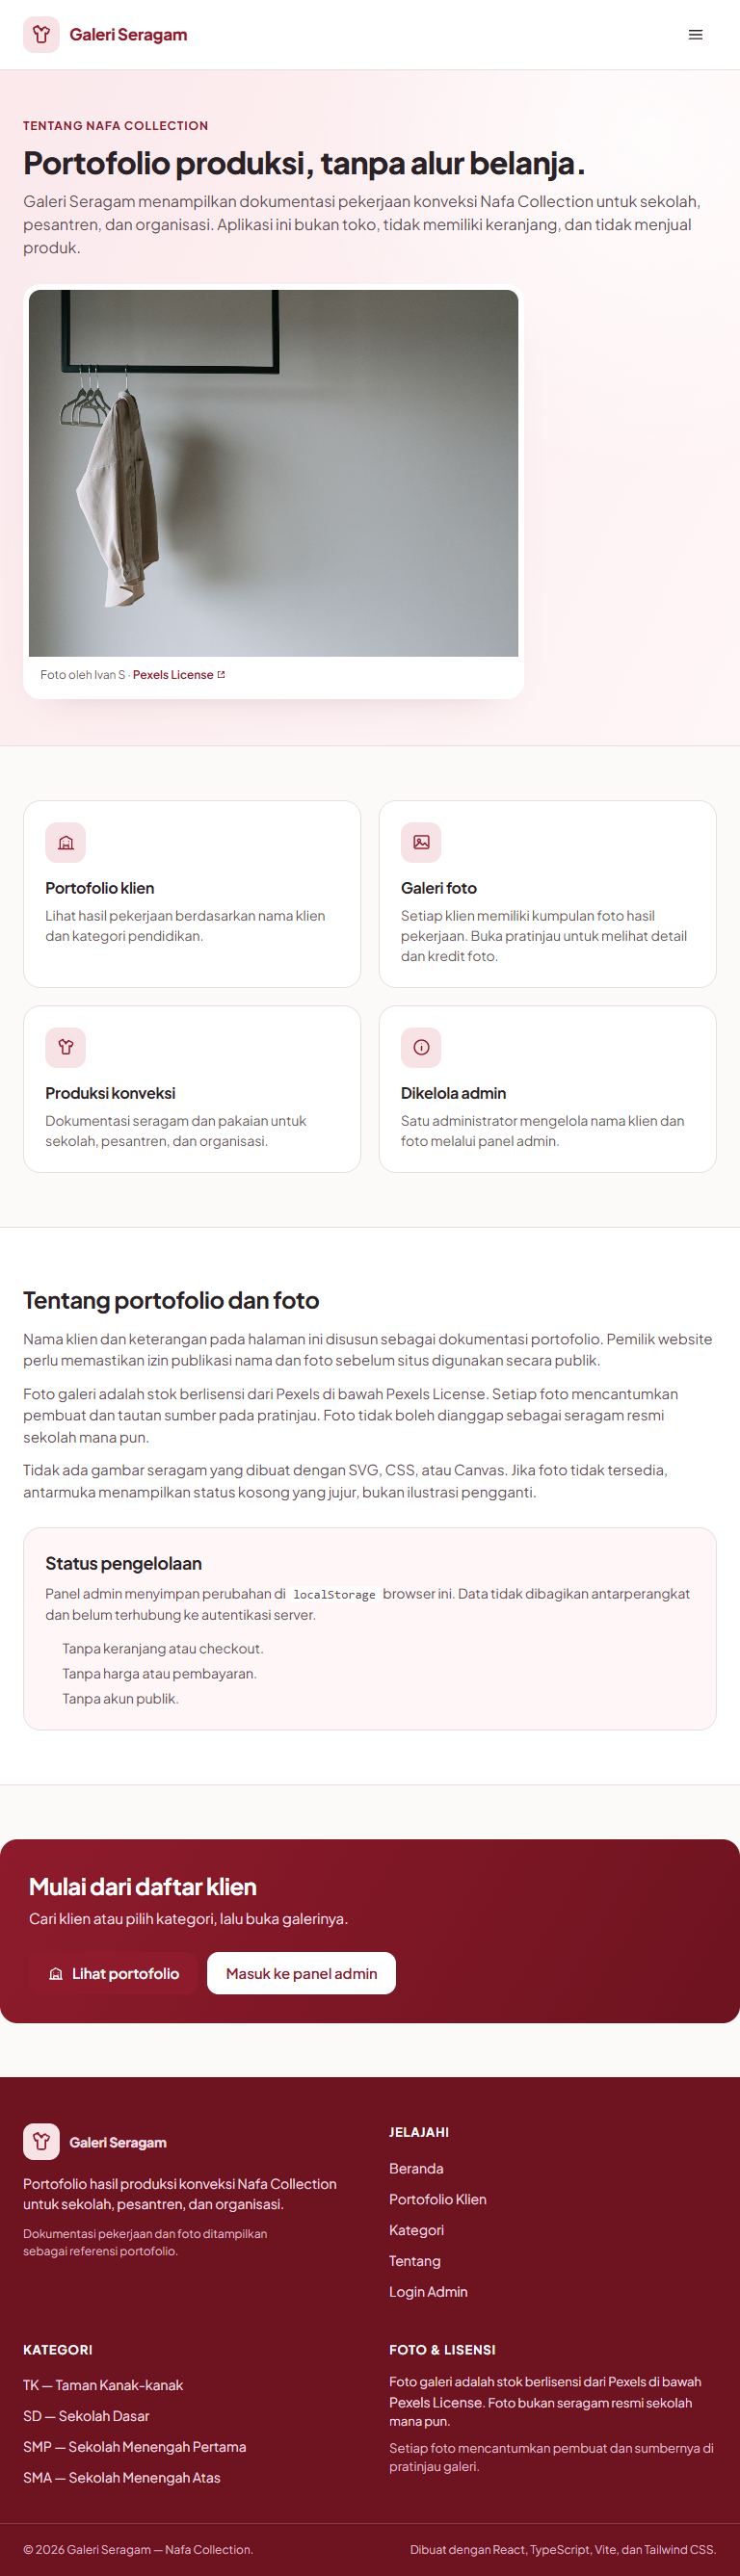 Galeri Seragam
TENTANG NAFA COLLECTION
Portofolio produksi, tanpa alur belanja.
Galeri Seragam menampilkan dokumentasi pekerjaan konveksi Nafa Collection untuk sekolah,
pesantren, dan organisasi. Aplikasi ini bukan toko, tidak memiliki keranjang, dan tidak menjual
produk.
Foto oleh Ivan S · Pexels License
Portofolio klien
Lihat hasil pekerjaan berdasarkan nama klien
dan kategori pendidikan.
Galeri foto
Setiap klien memiliki kumpulan foto hasil
pekerjaan. Buka pratinjau untuk melihat detail
dan kredit foto.
Produksi konveksi
Dokumentasi seragam dan pakaian untuk
sekolah, pesantren, dan organisasi.
Dikelola admin
Satu administrator mengelola nama klien dan
foto melalui panel admin.
Tentang portofolio dan foto
Nama klien dan keterangan pada halaman ini disusun sebagai dokumentasi portofolio. Pemilik website
perlu memastikan izin publikasi nama dan foto sebelum situs digunakan secara publik.
Foto galeri adalah stok berlisensi dari Pexels di bawah Pexels License. Setiap foto mencantumkan
pembuat dan tautan sumber pada pratinjau. Foto tidak boleh dianggap sebagai seragam resmi
sekolah mana pun.
Tidak ada gambar seragam yang dibuat dengan SVG, CSS, atau Canvas. Jika foto tidak tersedia,
antarmuka menampilkan status kosong yang jujur, bukan ilustrasi pengganti.
Status pengelolaan
Panel admin menyimpan perubahan di localStorage browser ini. Data tidak dibagikan antarperangkat
dan belum terhubung ke autentikasi server.
Tanpa keranjang atau checkout.
Tanpa harga atau pembayaran.
Tanpa akun publik.
Mulai dari daftar klien
Cari klien atau pilih kategori, lalu buka galerinya.
Lihat portofolio
Masuk ke panel admin
Galeri Seragam
Portofolio hasil produksi konveksi Nafa Collection
untuk sekolah, pesantren, dan organisasi.
Dokumentasi pekerjaan dan foto ditampilkan
sebagai referensi portofolio.
JELAJAHI
Beranda
Portofolio Klien
Kategori
Tentang
Login Admin
KATEGORI
TK — Taman Kanak-kanak
SD — Sekolah Dasar
SMP — Sekolah Menengah Pertama
SMA — Sekolah Menengah Atas
FOTO & LISENSI
Foto galeri adalah stok berlisensi dari Pexels di bawah
Pexels License. Foto bukan seragam resmi sekolah
mana pun.
Setiap foto mencantumkan pembuat dan sumbernya di
pratinjau galeri.
© 2026 Galeri Seragam — Nafa Collection.
Dibuat dengan React, TypeScript, Vite, dan Tailwind CSS.